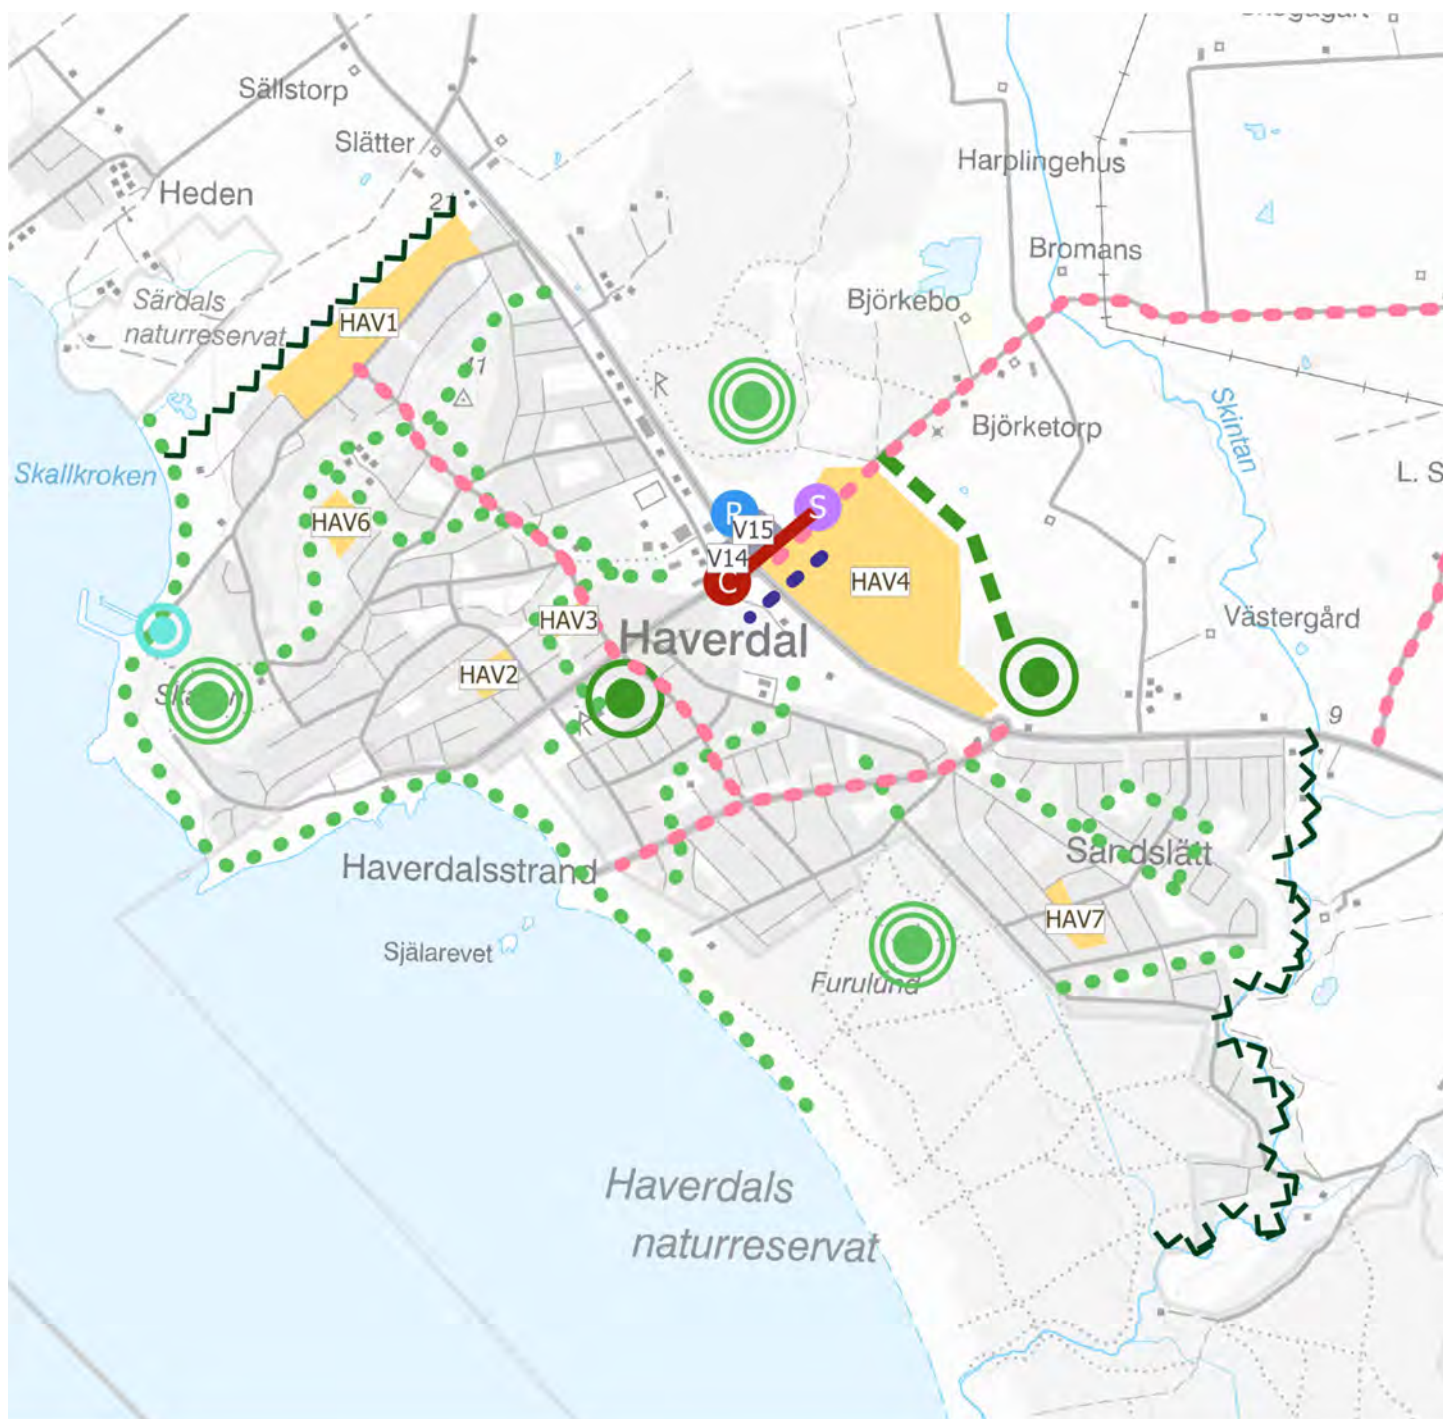 Sällstorp
Slätter
Harplingehus
Heden
21
Bromans
Särdals
naturreservat
Björkebo
HAV1
41
R
Björketorp
Skintan
Skallkroken
L. S
S
P
V15
HAV6
V14
C
HAV4
HAV3
Västergård
Haverdal
HAV2
R
9
Haverdalsstrand
Sandslätt
HAV7
Själarevet
Furulund
Haverdals
naturreservat